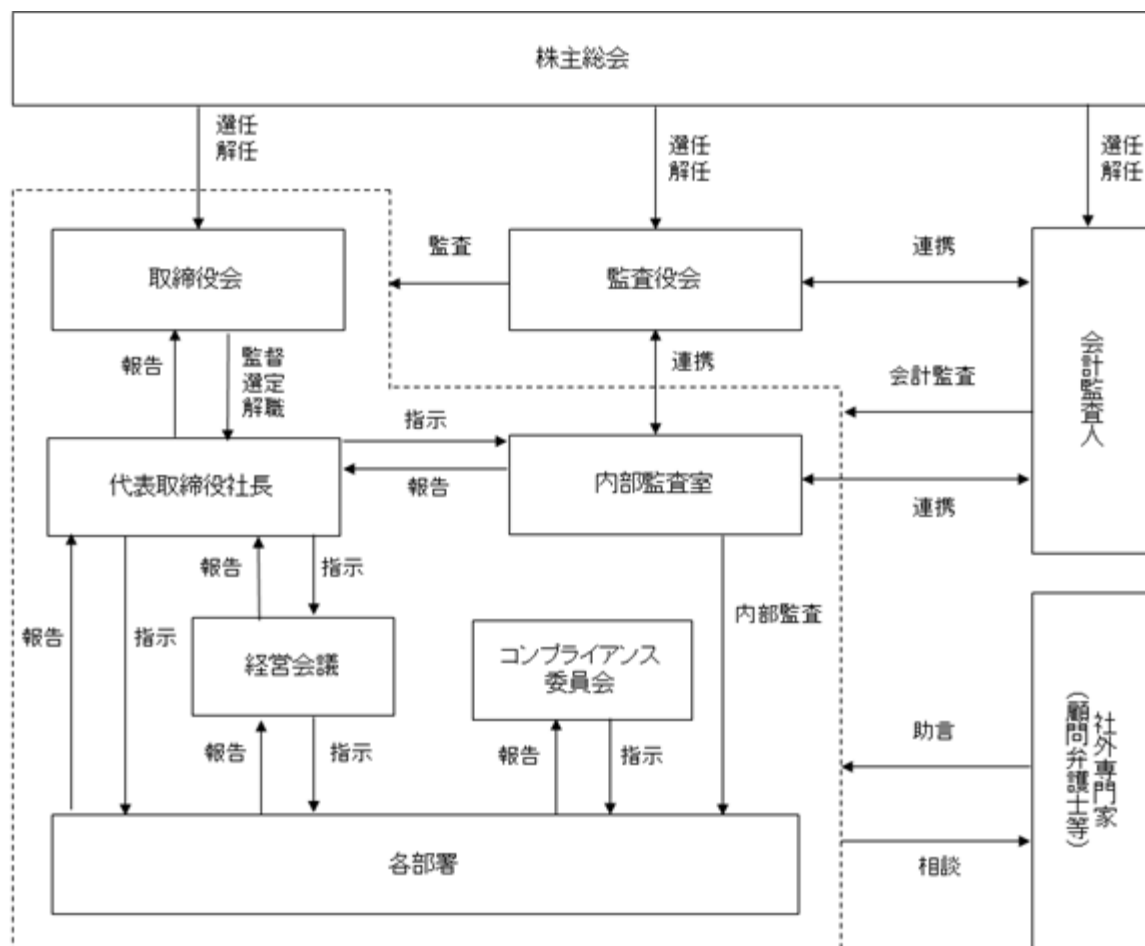 株主総会
選任
解任
選任
解任
選任
解任
取締役会
監査
監査役会
連携
会計監査人
報告
監督
選定
解職
連携
会計監査
指示
代表取締役社長
報告
内部監査室
連携
報告
指示
報告
指示
経営会議
コンプライアンス
委員会
内部監査
報告
指示
報告
指示
助言
社外専門家
(顧問弁護士等)
各部署
相談